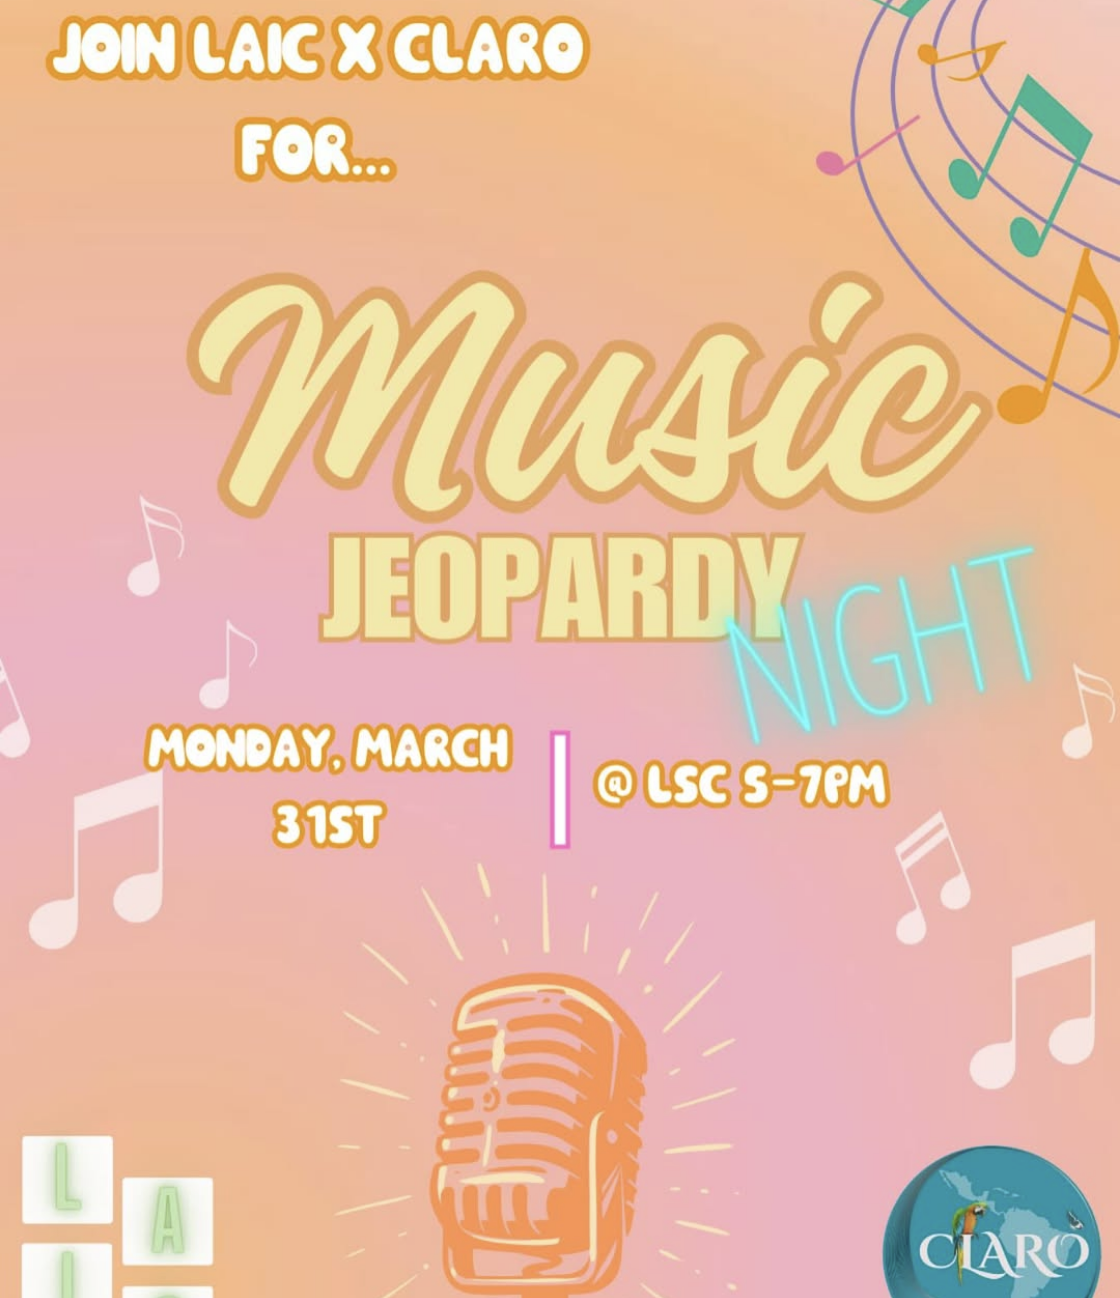 JOIN LAIC X CLARO
FOR...
Music
JEOPARDY
NIGHT
MONDAY, MARCH
31ST
@ LSC 5-7PM
L
A
I
CLARO